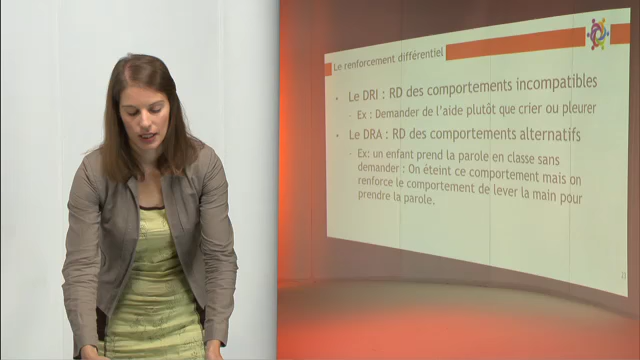 Le renforcement différentiel
• Le DRI : RD des comportements incompatibles
– Ex : Demander de l'aide plutôt que crier ou pleurer
• Le DRA : RD des comportements alternatifs
– Ex: un enfant prend la parole en classe sans
demander : On éteint ce comportement mais on
renforce le comportement de lever la main pour
prendre la parole.